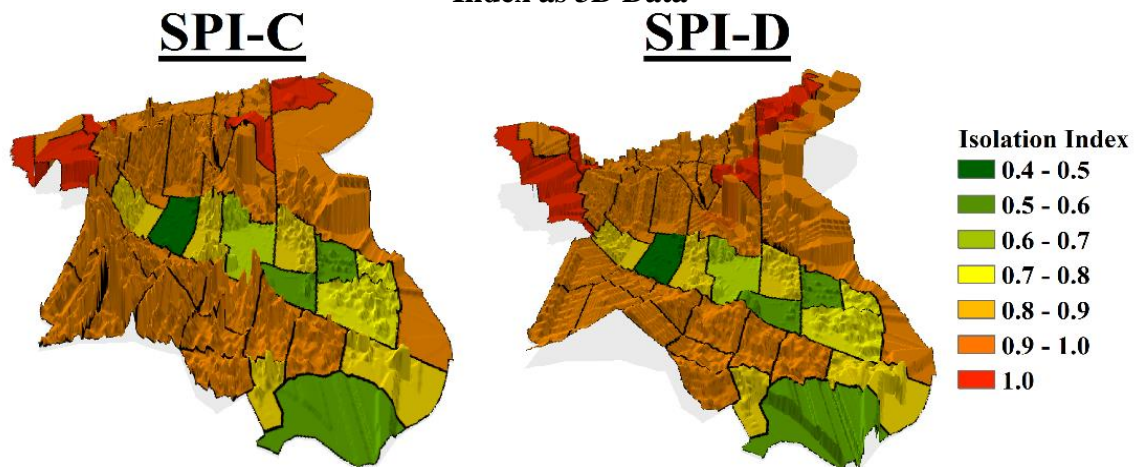 Index as 3D Data
SPI-C
SPI-D
Isolation Index
0.4 - 0.5
0.5 - 0.6
0.6 - 0.7
0.7 - 0.8
0.8 - 0.9
0.9 - 1.0
1.0